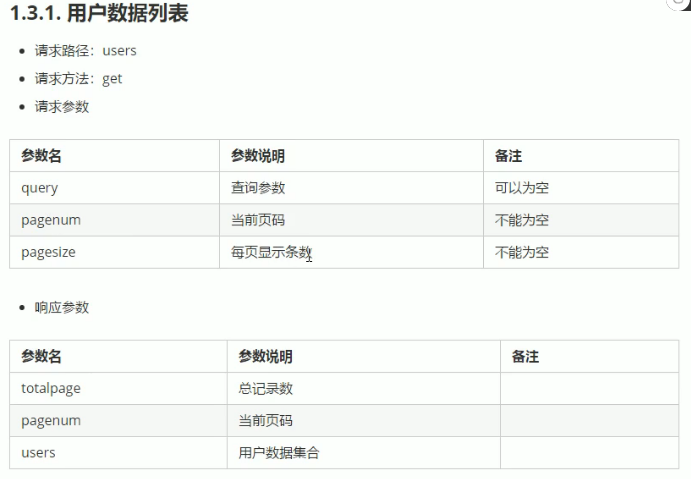 1.3.1. 用户数据列表
请求路径：users
请求方法：get
请求参数
参数名 参数说明 备注
query 查询参数 可以为空
pagenum 当前页码 不能为空
pagesize 每页显示条数 不能为空
响应参数
参数名 参数说明 备注
totalpage 总记录数
pagenum 当前页码
users 用户数据集合